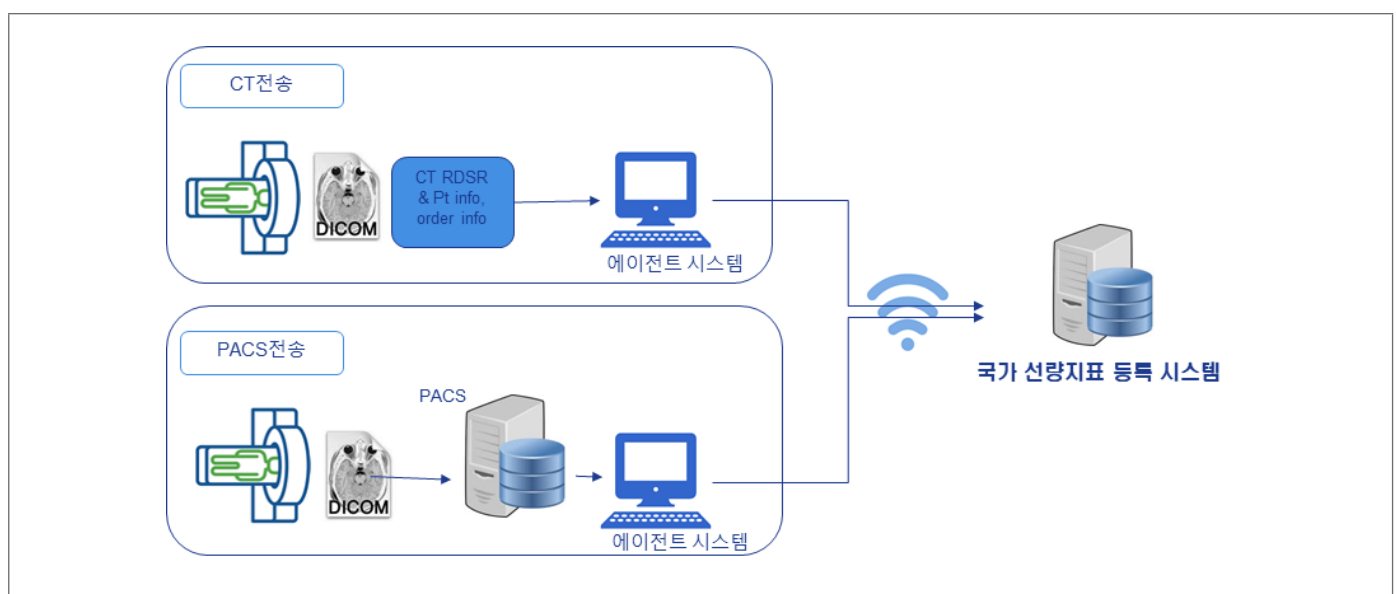 CT전송
DICOM
CT RDSR
& Pt info,
order info
에이전트 시스템
PACS전송
PACS
DICOM
에이전트 시스템
국가 선량지표 등록 시스템